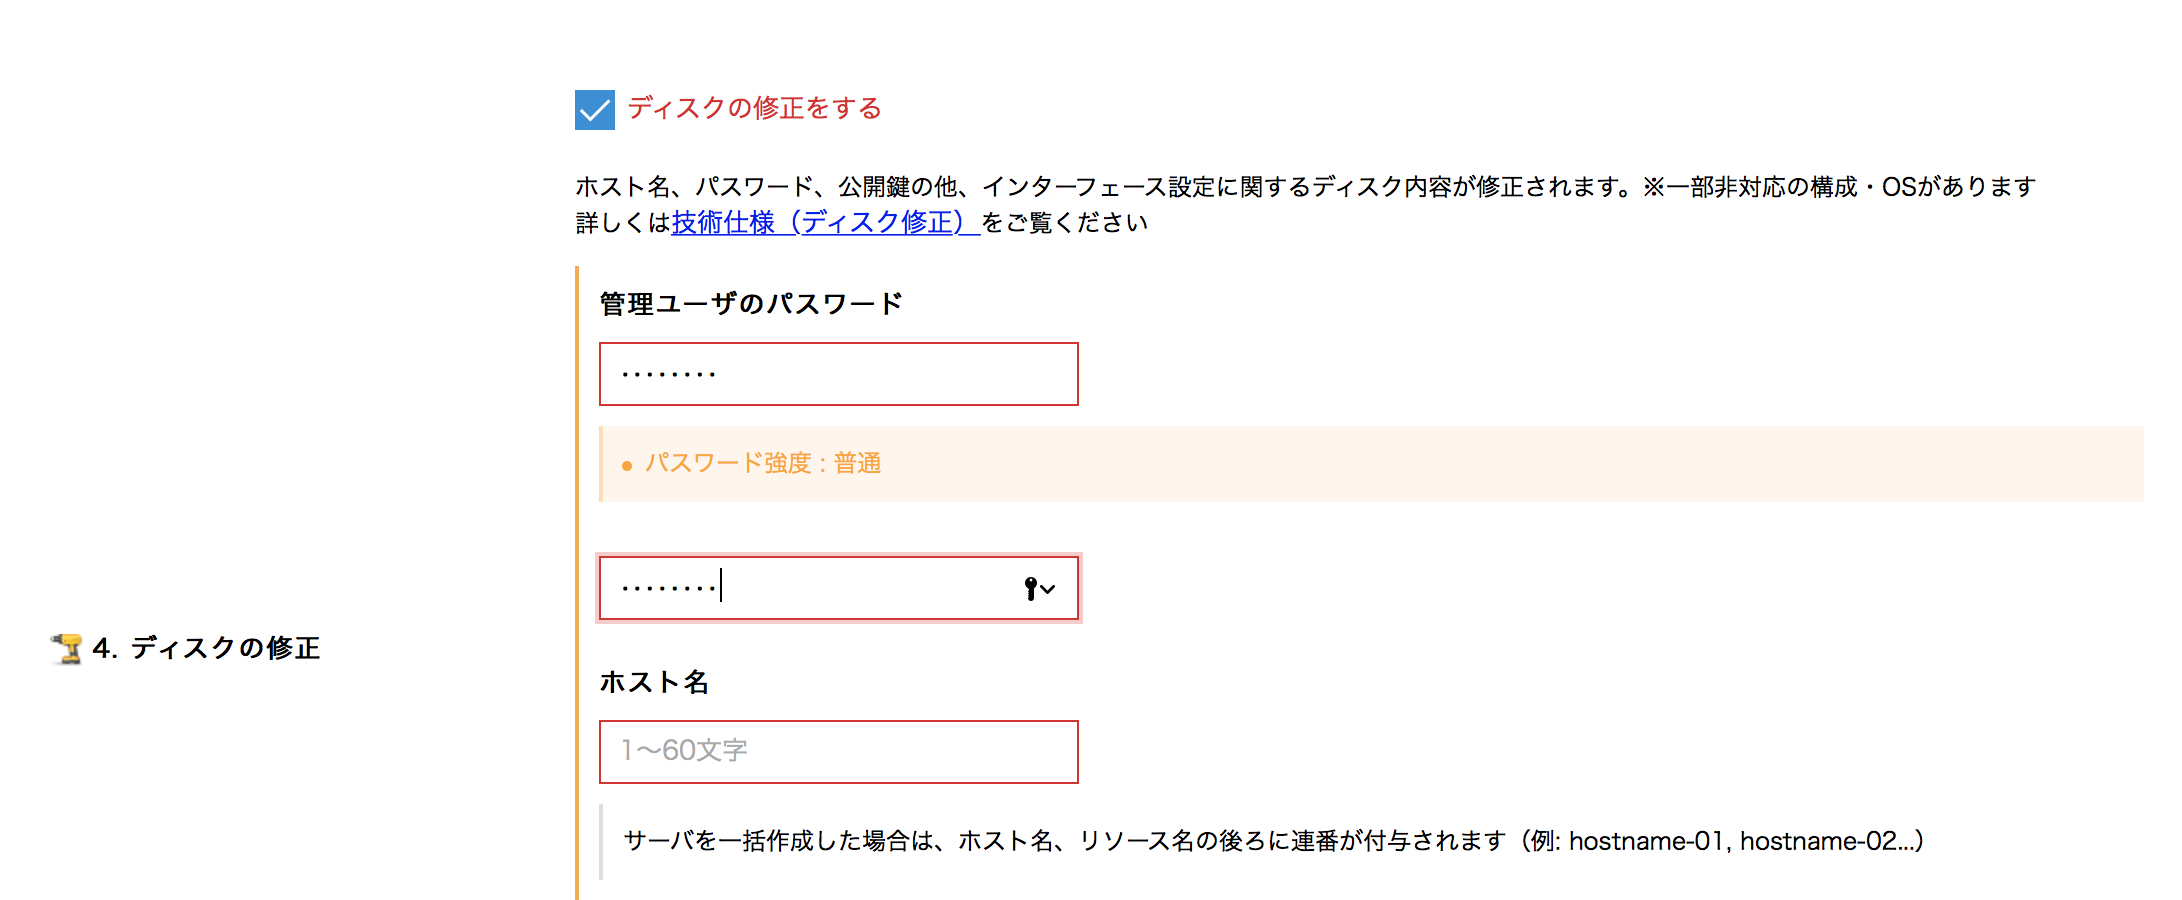 ディスクの修正をする
ホスト名、パスワード、公開鍵の他、インターフェース設定に関するディスク内容が修正されます。※一部非対応の構成・OSがあります
詳しくは技術仕様（ディスク修正）をご覧ください
管理ユーザのパスワード
••••••••
• パスワード強度 : 普通
••••••••
4. ディスクの修正
ホスト名
1〜60文字
サーバを一括作成した場合は、ホスト名、リソース名の後ろに連番が付与されます（例: hostname-01, hostname-02...）